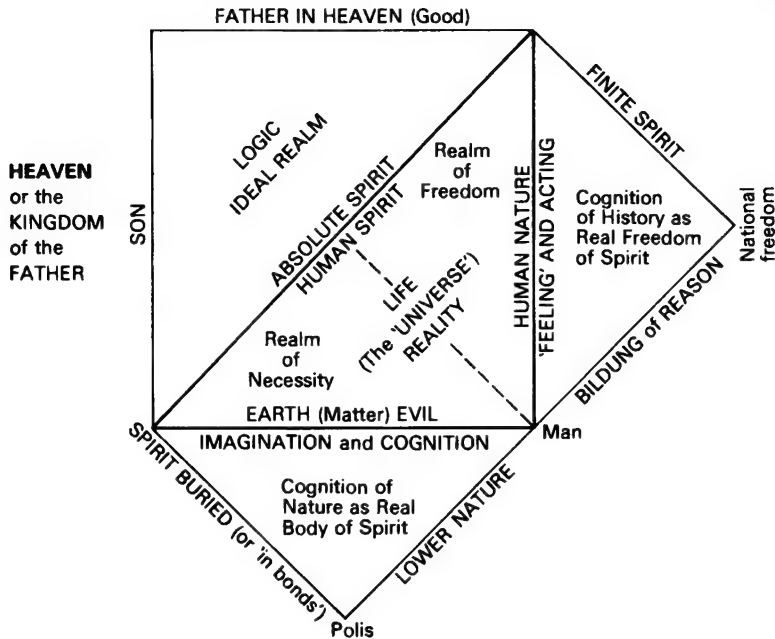 FATHER IN HEAVEN (Good)
FINITE SPIRIT
LOGIC
IDEAL REALM
HEAVEN
or the
KINGDOM
of the
FATHER
SON
ABSOLUTE SPIRIT
HUMAN SPIRIT
Realm
of
Freedom
HUMAN NATURE
'FEELING' AND ACTING
Cognition
of History as
Real Freedom
of Spirit
National
freedom
LIFE
(The 'UNIVERSE')
REALITY
Realm
of
Necessity
BILDUNG of REASON
EARTH (Matter) EVIL
IMAGINATION and COGNITION
Man
SPIRIT BURIED (or 'in bonds')
Cognition of
Nature as Real
Body of Spirit
LOWER NATURE
Polis